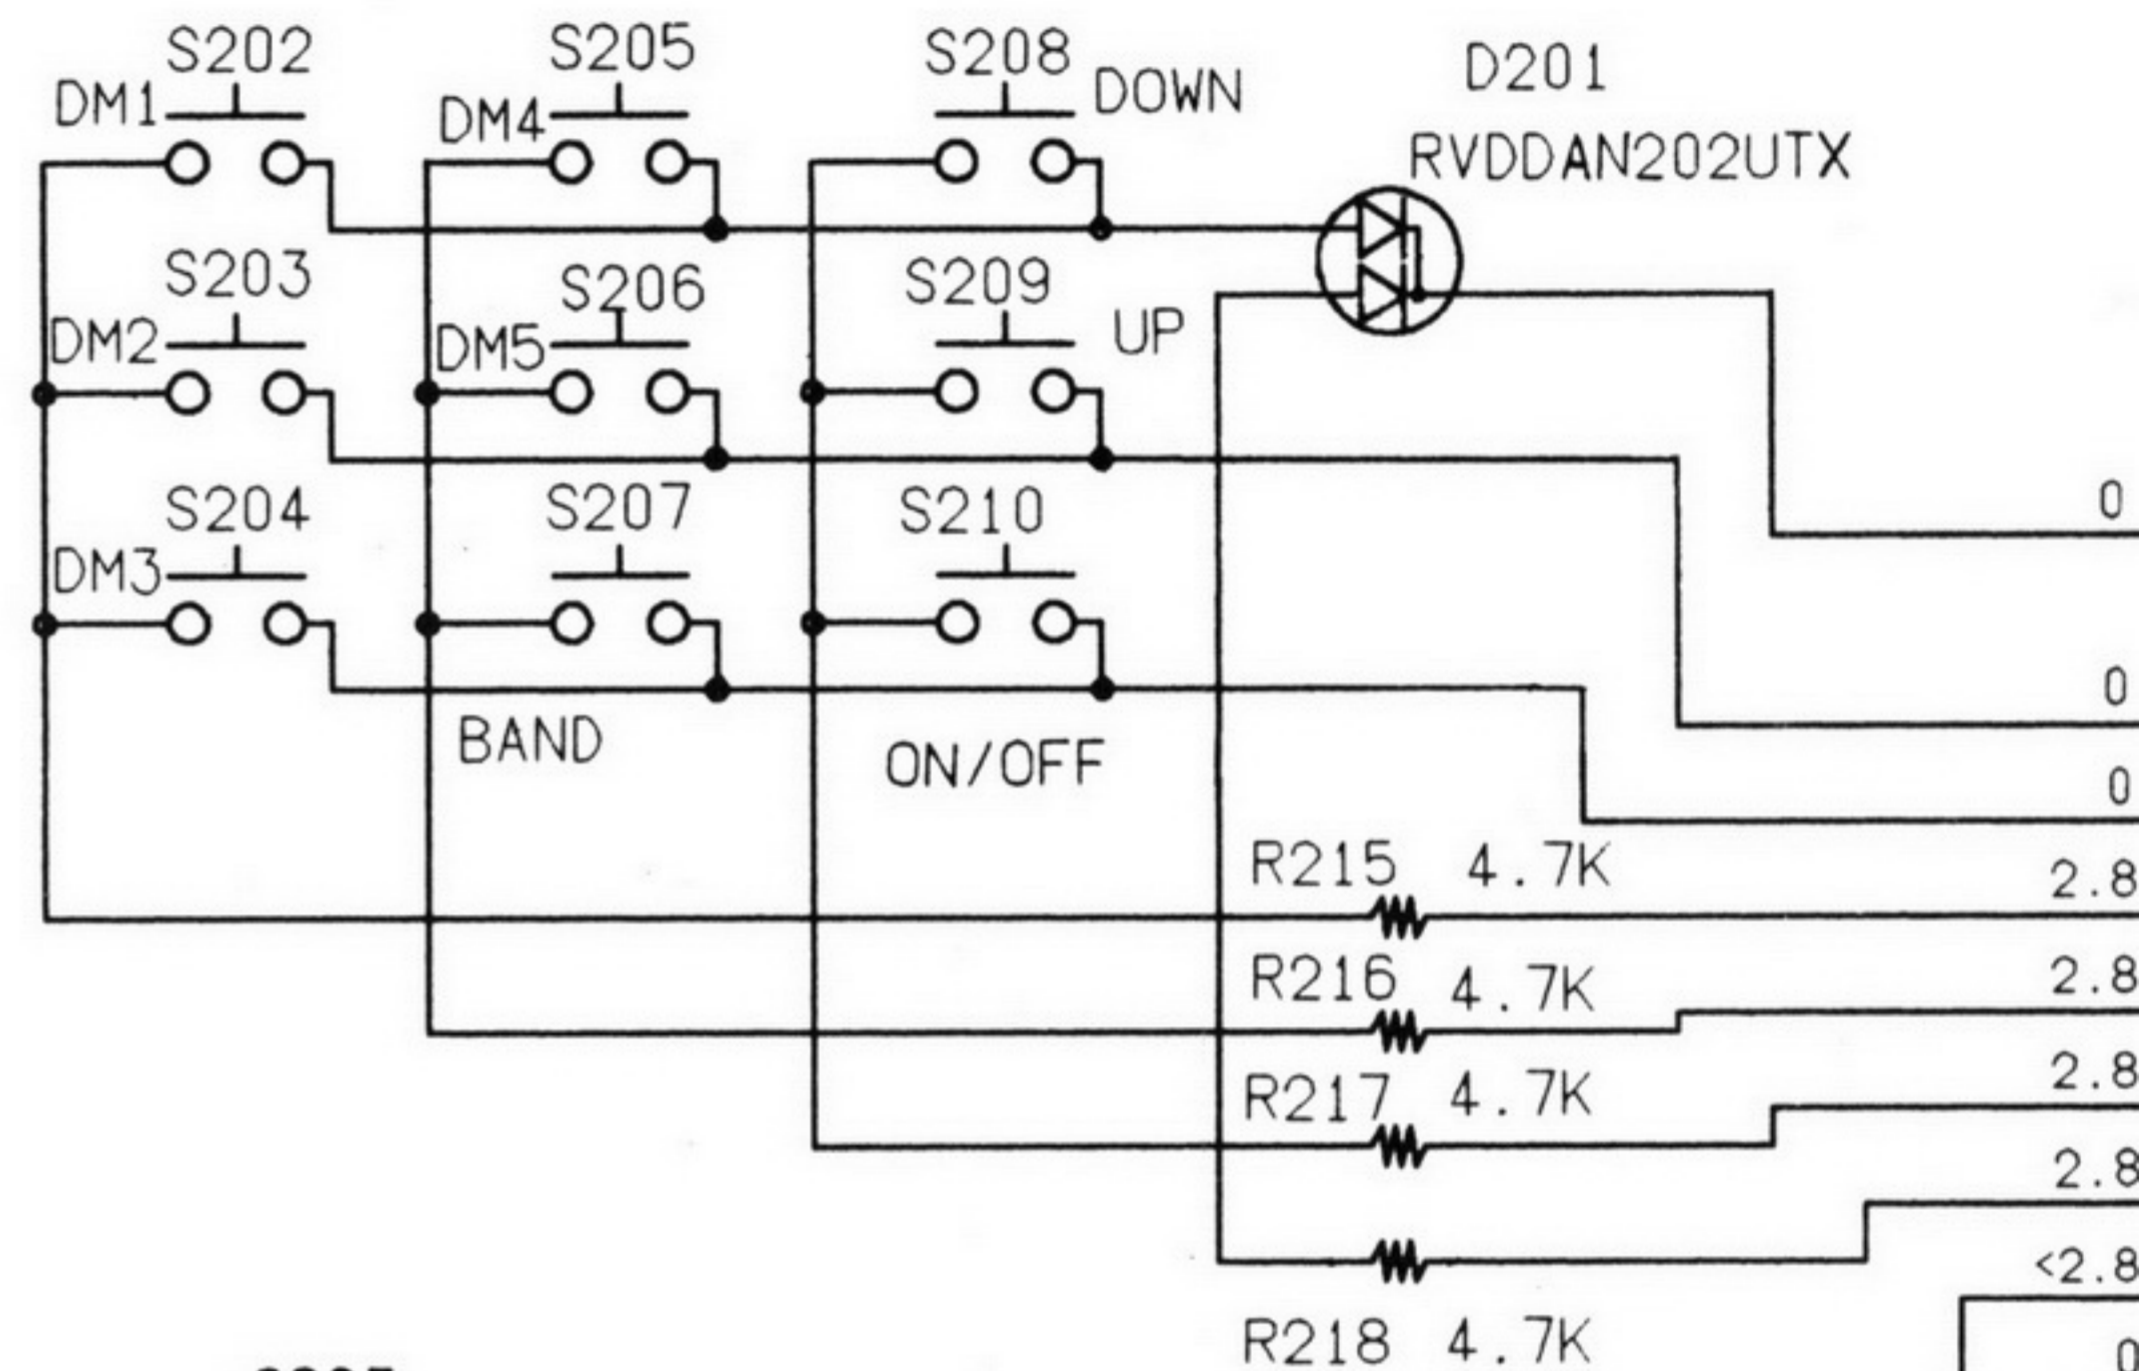 S202
S205
S208
D201
DM1
DM4
DOWN
RVDDAN202UTX
S203
S206
S209
DM2
DM5
UP
S204
S207
S210
0
DM3
0
BAND
ON/OFF
0
R215 4.7K
2.8
R216 4.7K
2.8
R217 4.7K
2.8
2.8
<2.8
R218 4.7K
0